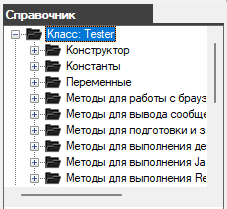 Справочник
Класс: Tester
Конструктор
Константы
Переменные
Методы для работы с брауз
Методы для вывода сообще
Методы для подготовки и з
Методы для выполнения де
Методы для выполнения Ja
Методы для выполнения Re